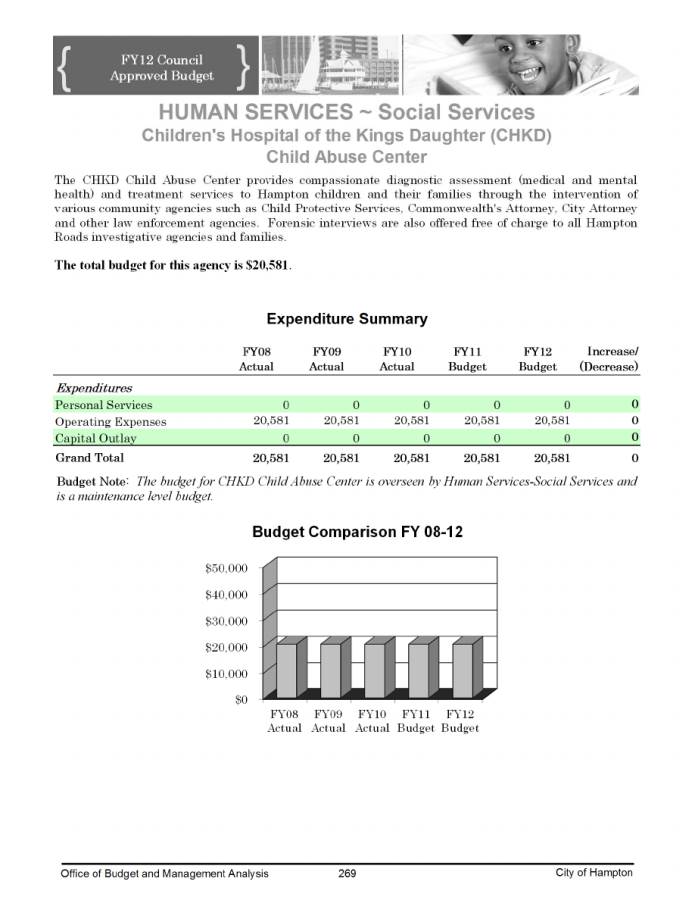 FY12 Council
Approved Budget
HUMAN SERVICES ~ Social Services
Children's Hospital of the Kings Daughter (CHKD)
Child Abuse Center
The CHKD Child Abuse Center provides compassionate diagnostic assessment (medical and mental
health) and treatment services to Hampton children and their families through the intervention of
various community agencies such as Child Protective Services, Commonwealth's Attorney, City Attorney
and other law enforcement agencies. Forensic interviews are also offered free of charge to all Hampton
Roads investigative agencies and families.
The total budget for this agency is $20,581.
Expenditure Summary
FY08 FY09 FY10 FY11 FY12 Increase/
Actual Actual Actual Budget Budget (Decrease)
Expenditures
Personal Services 0 0 0 0 0 0
Operating Expenses 20,581 20,581 20,581 20,581 20,581 0
Capital Outlay 0 0 0 0 0 0
Grand Total 20,581 20,581 20,581 20,581 20,581 0
Budget Note: The budget for CHKD Child Abuse Center is overseen by Human Services-Social Services and
is a maintenance level budget.
Budget Comparison FY 08-12
$50,000
$40,000
$30,000
$20,000
$10,000
$0
FY08 FY09 FY10 FY11 FY12
Actual Actual Actual Budget Budget
Office of Budget and Management Analysis 269 City of Hampton